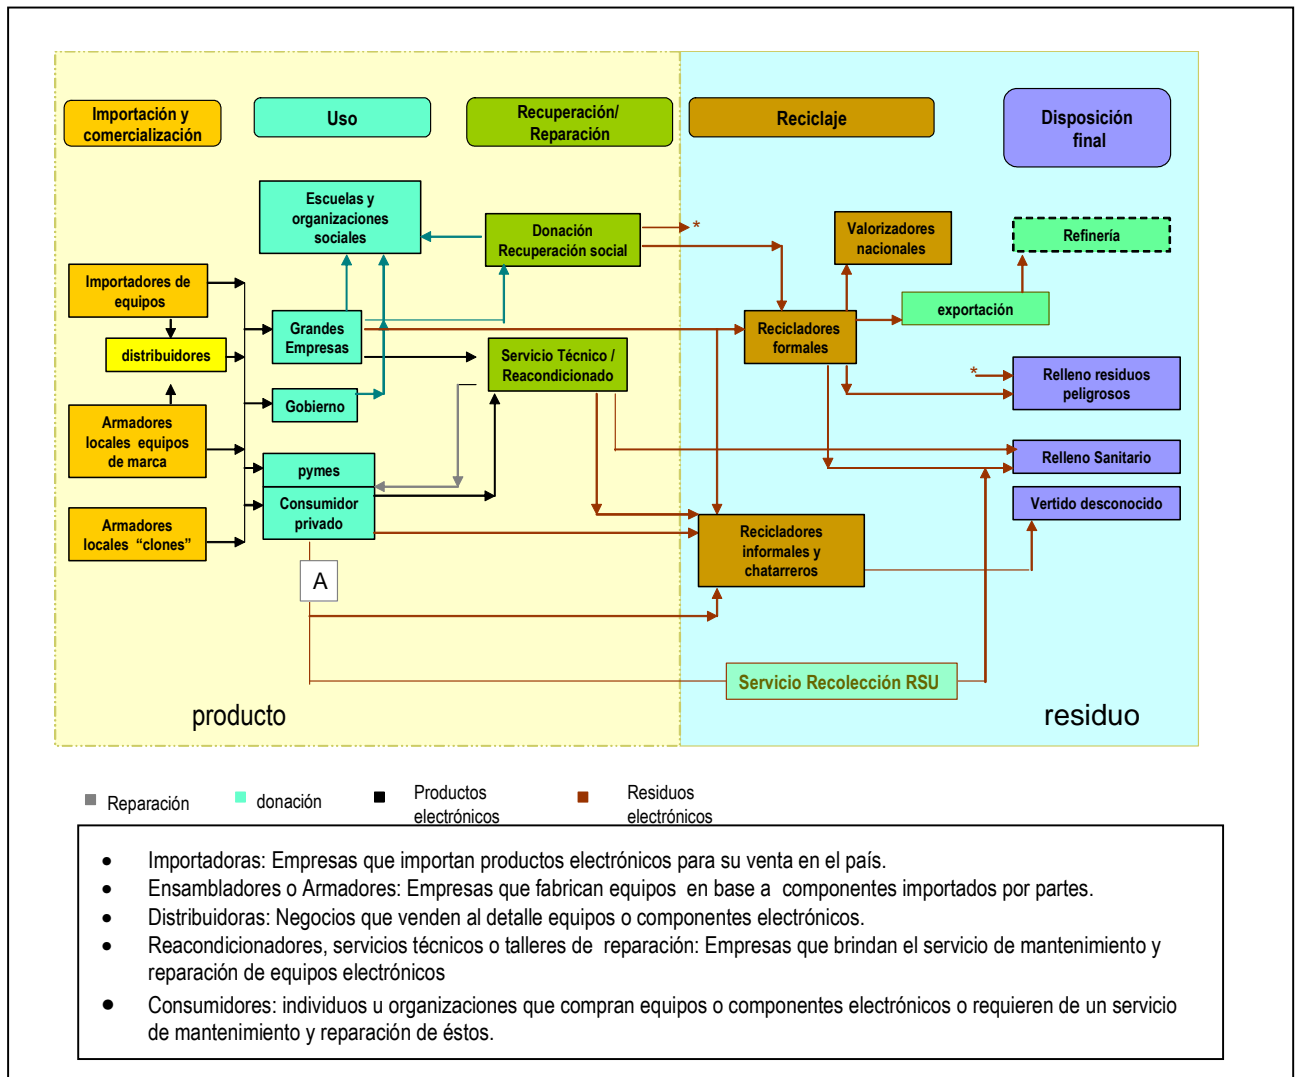 Importación y
comercialización
Uso
Recuperación/
Reparación
Reciclaje
Disposición
final
Escuelas y
organizaciones
sociales
Donación
Recuperación social
*
Valorizadores
nacionales
Refinería
Importadores de
equipos
distribuidores
Grandes
Empresas
Servicio Técnico /
Reacondicionado
Recicladores
formales
exportación
*
Relleno residuos
peligrosos
Gobierno
Armadores
locales equipos
de marca
pymes
Consumidor
privado
Relleno Sanitario
Vertido desconocido
Armadores
locales “clones”
Recicladores
informales y
chatarreros
A
Servicio Recolección RSU
producto
residuo
Reparación
donación
Productos
electrónicos
Residuos
electrónicos
• Importadoras: Empresas que importan productos electrónicos para su venta en el país.
• Ensambladores o Armadores: Empresas que fabrican equipos en base a componentes importados por partes.
• Distribuidoras: Negocios que venden al detalle equipos o componentes electrónicos.
• Reacondicionadores, servicios técnicos o talleres de reparación: Empresas que brindan el servicio de mantenimiento y
reparación de equipos electrónicos
• Consumidores: individuos u organizaciones que compran equipos o componentes electrónicos o requieren de un servicio
de mantenimiento y reparación de éstos.